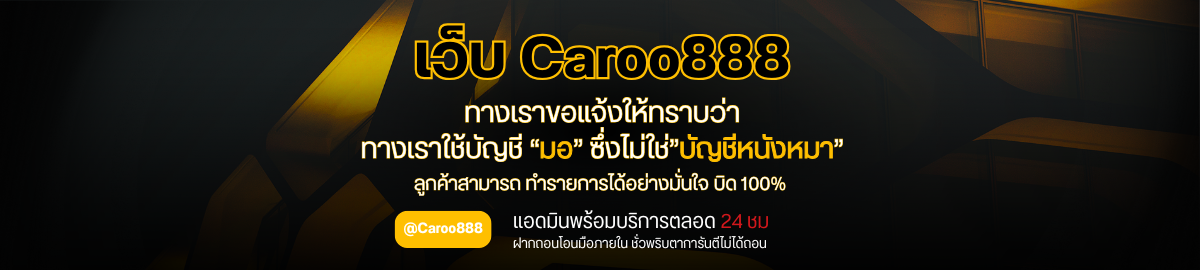 เว็บ Caroo888
ทางเราขอแจ้งให้ทราบว่า
ทางเราใช้บัญชี “มอ” ซึ่งไม่ใช่”บัญชีหนังหมา”
ลูกค้าสามารถ ทำรายการได้อย่างมั่นใจ บิด 100%
@Caroo888
แอดมินพร้อมบริการตลอด 24 ชม
ฝากถอนโอนมือภายใน ชั่วพริบตาการันตีไม่ได้ถอน